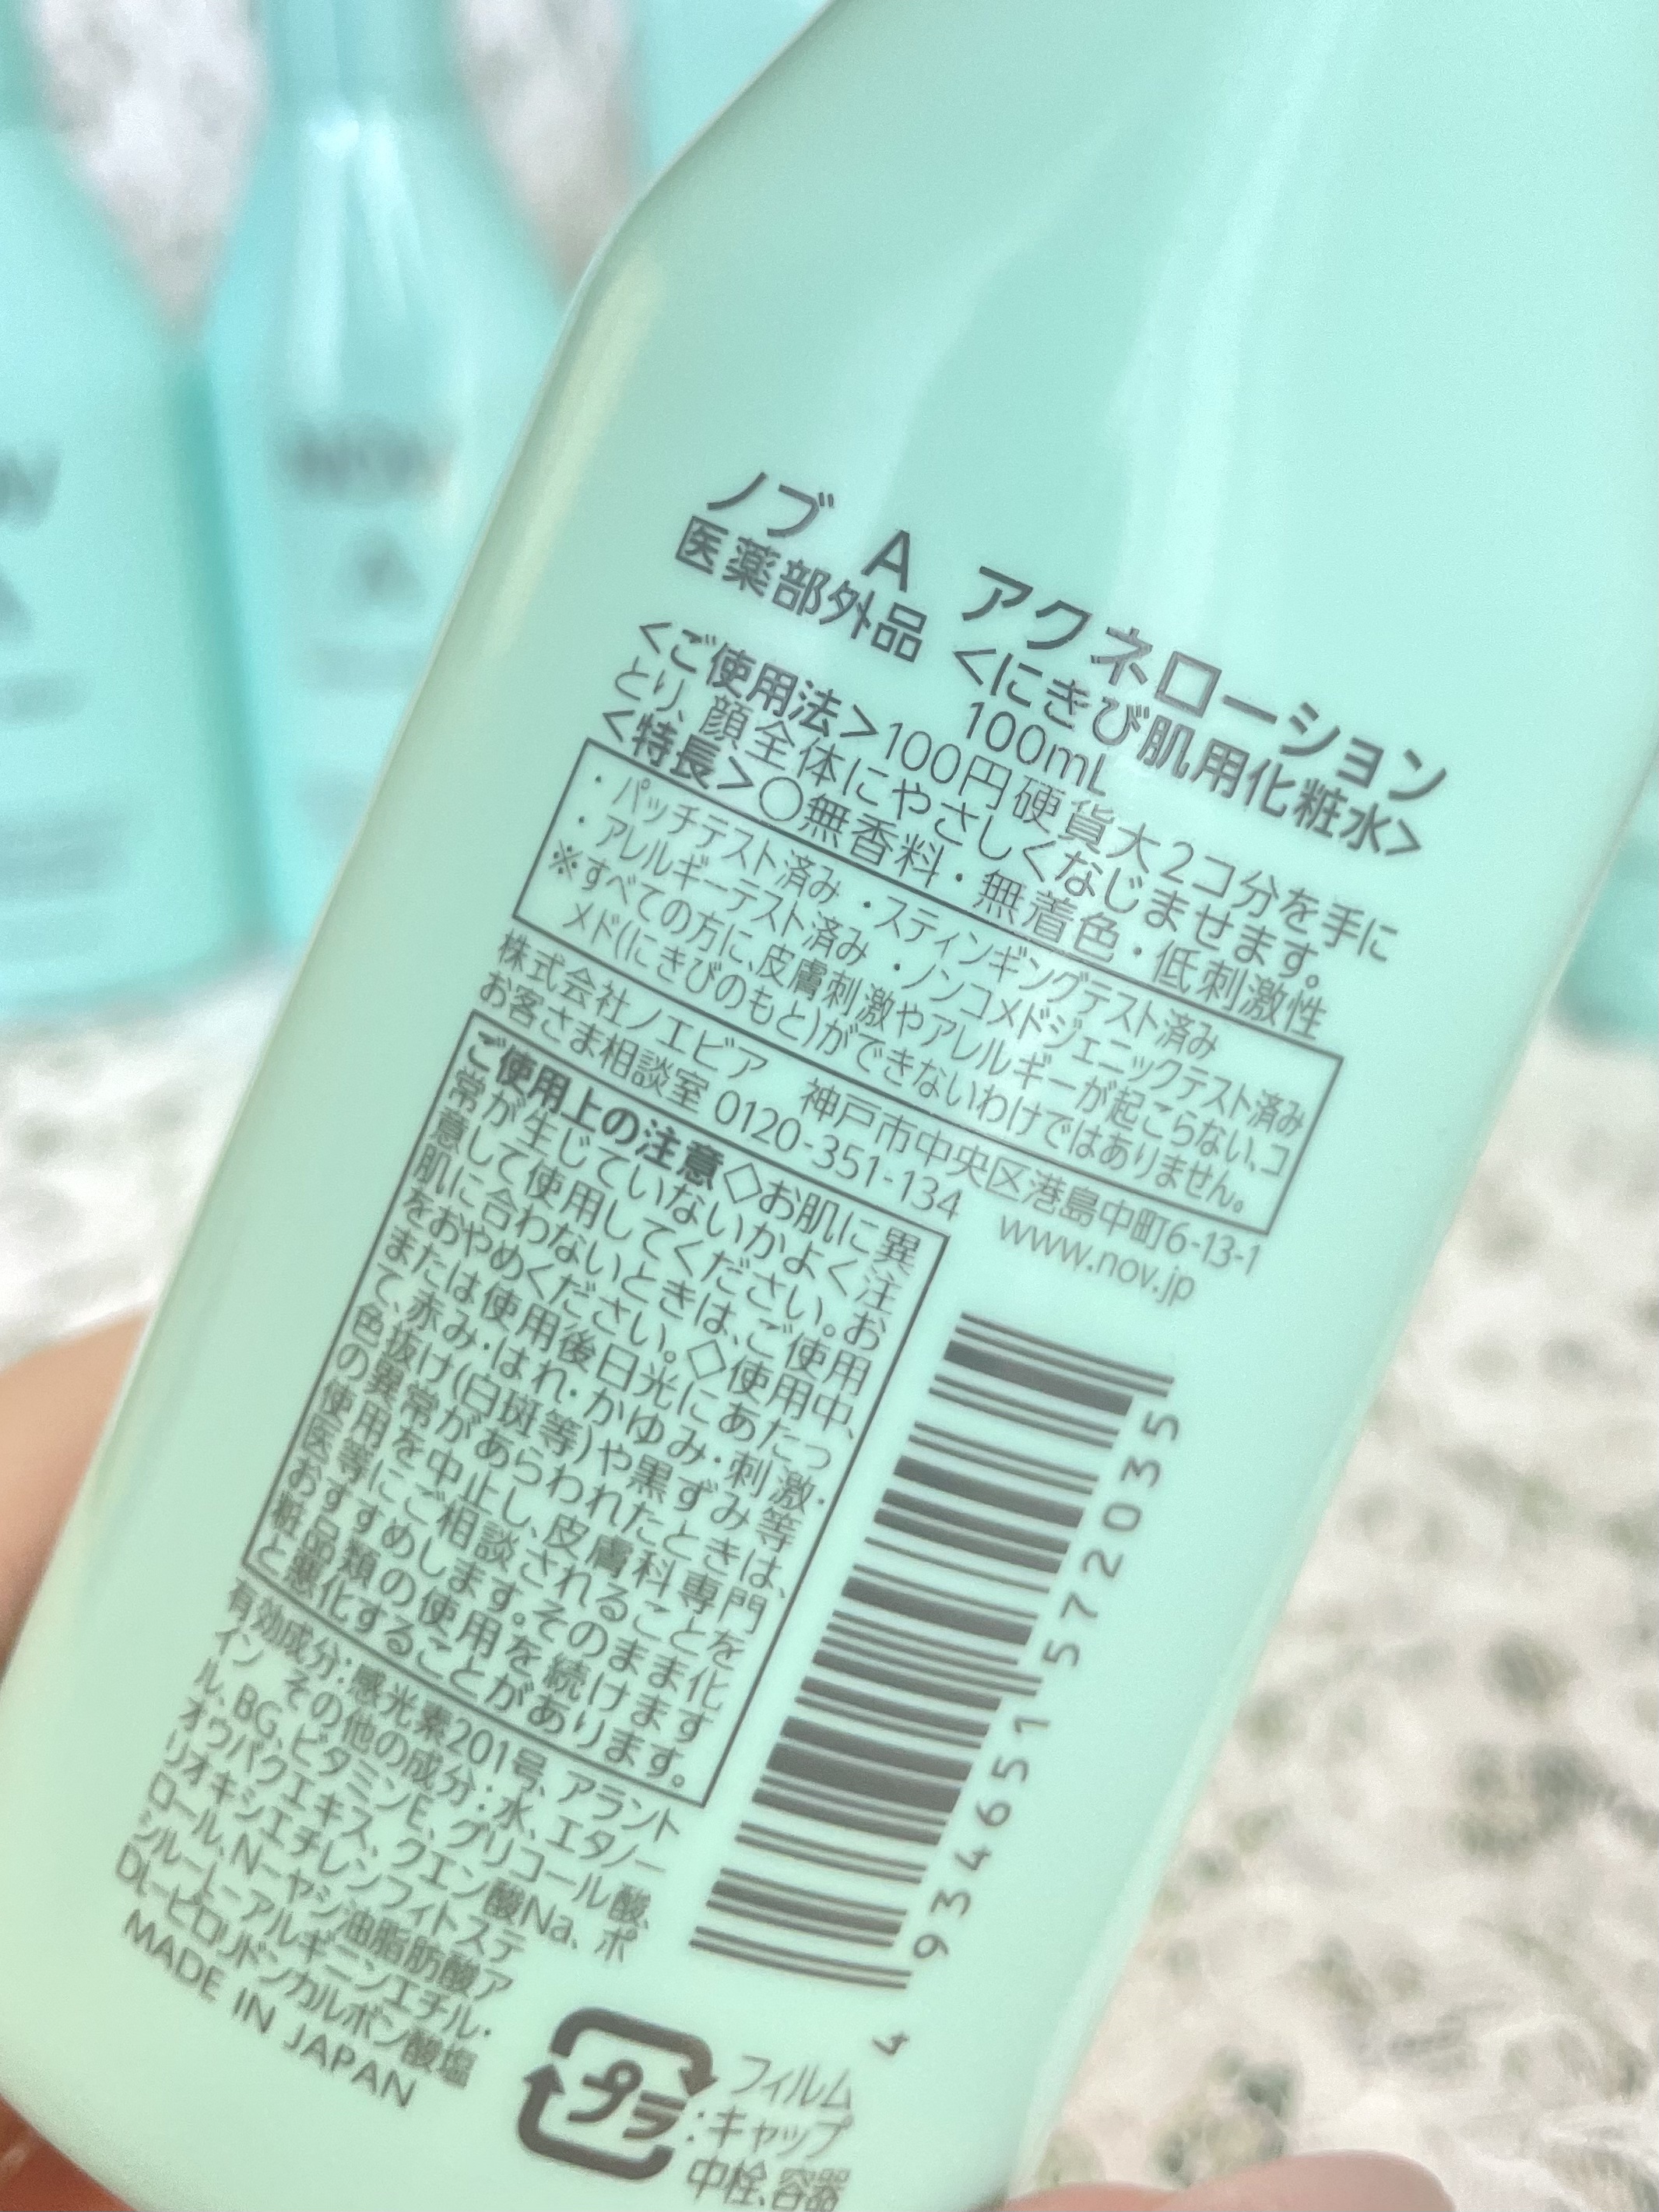 ノブ A アクネローション
医薬部外品 <にきび肌用化粧水>
100mL
<ご使用法>100円硬貨大2コ分を手に
とり、顔全体にやさしくなじませます。
<特長>○無香料・無着色・低刺激性
・パッチテスト済み ・スティンギングテスト済み
・アレルギーテスト済み ・ノンコメドジェニックテスト済み
※すべての方に、皮膚刺激やアレルギーが起こらない、コ
メド(にきびのもと)ができないわけではありません。
株式会社ノエビア 神戸市中央区港島中町6-13-1
お客さま相談室 0120-351-134 www.nov.jp
ご使用上の注意◇お肌に異
常が生じていないかよく注
意して使用してください。お
肌に合わないときは、ご使用
をおやめください。◇使用中、
または使用後日光にあたっ
て、赤み・はれ・かゆみ・刺激・
色抜け(白斑等)や黒ずみ等
の異常があらわれたときは、
使用を中止し、皮膚科専門
医等にご相談されることを
おすすめします。そのまま化
粧品類の使用を続けます
と悪化することがあります。
有効成分:感光素201号、アラント
イン その他の成分:水、エタノー
ル、BG、ビタミンE、グリコール酸、
オウバクエキス、クエン酸Na、ポ
リオキシエチレンフィトステ
ロール、N-ヤシ油脂肪酸ア
シル-L-アルギニンエチル・
DL-ピロリドンカルボン酸塩
MADE IN JAPAN
9346515720 35
4
プラ
フィルム
:キャップ
中栓、容器
NOV
A